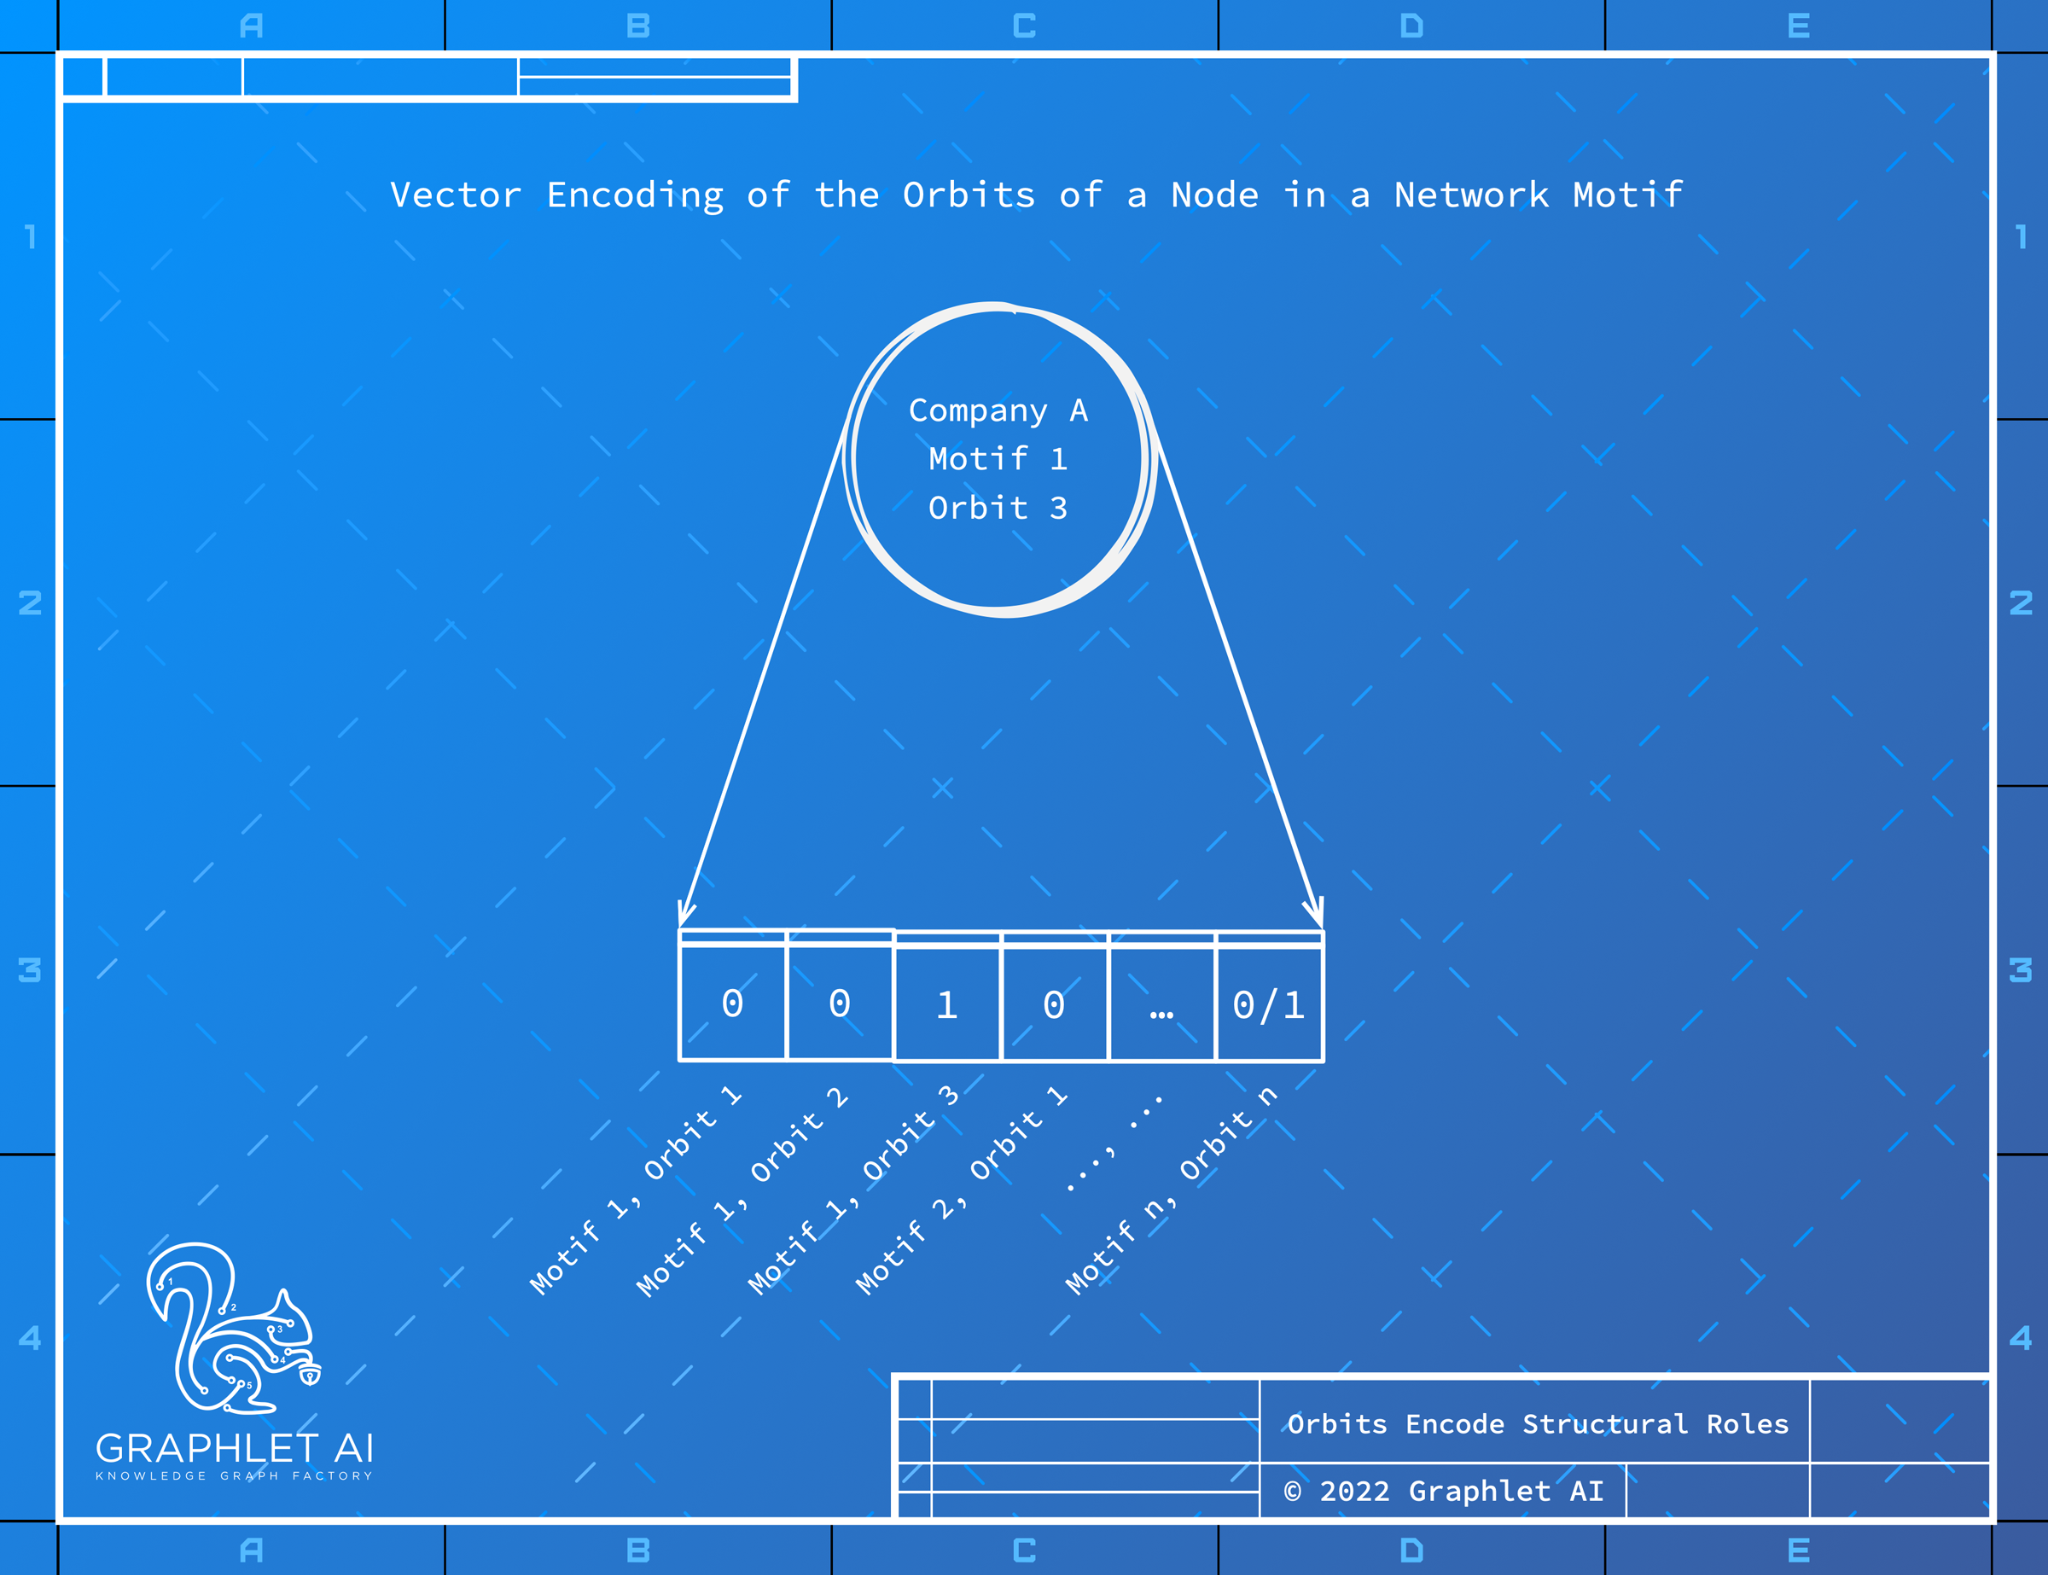 A B C D E
Vector Encoding of the Orbits of a Node in a Network Motif
1 1
Company A
Motif 1
Orbit 3
2 2
3 3
0 0 1 0 … 0/1
Motif 1, Orbit 1
Motif 1, Orbit 2
Motif 1, Orbit 3
Motif 2, Orbit 1
..., ...
Motif n, Orbit n
4 4
1
2
3
4
5
GRAPHLET AI
KNOWLEDGE GRAPH FACTORY
Orbits Encode Structural Roles
© 2022 Graphlet AI
A B C D E